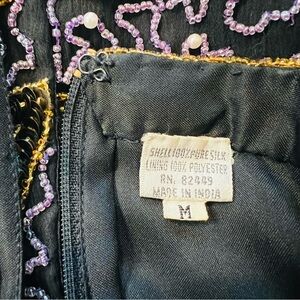 SHELL 100% PURE SILK
LINING 100% POLYESTER
RN. 82449
MADE IN INDIA
M